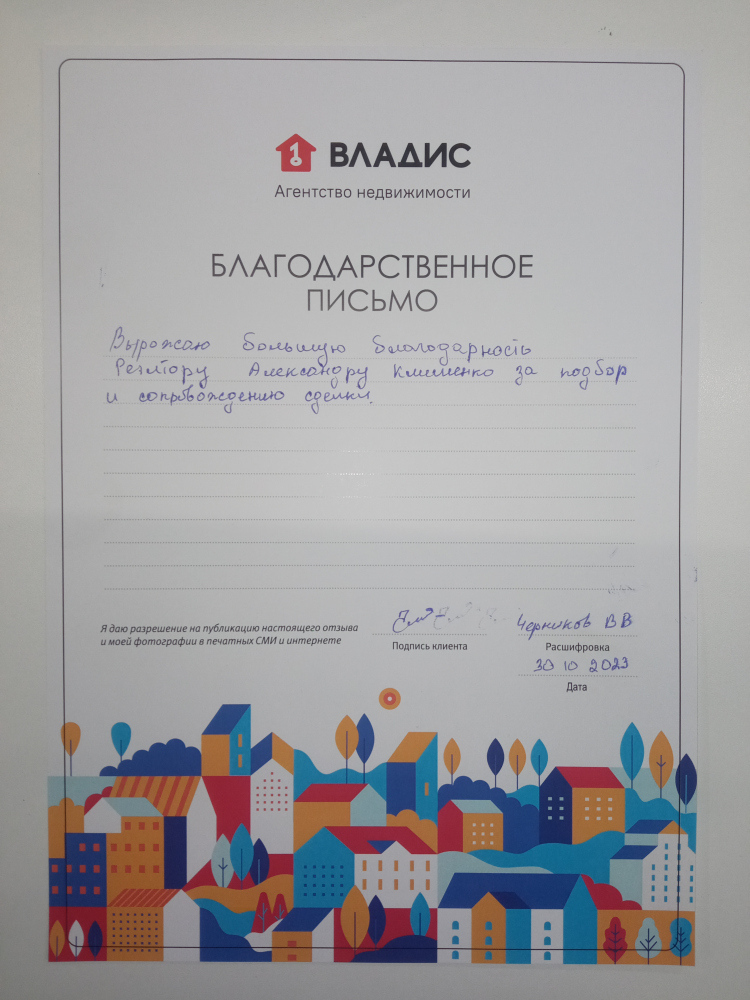 ВЛАДИС
Агентство недвижимости
БЛАГОДАРСТВЕННОЕ
ПИСЬМО
Выражаю большую благодарность
Риэлтору Александру Клименко за подбор
и сопровождению сделки.
Я даю разрешение на публикацию настоящего отзыва
и моей фотографии в печатных СМИ и интернете
Подпись клиента
Черников ВВ
Расшифровка
30 10 2023
Дата